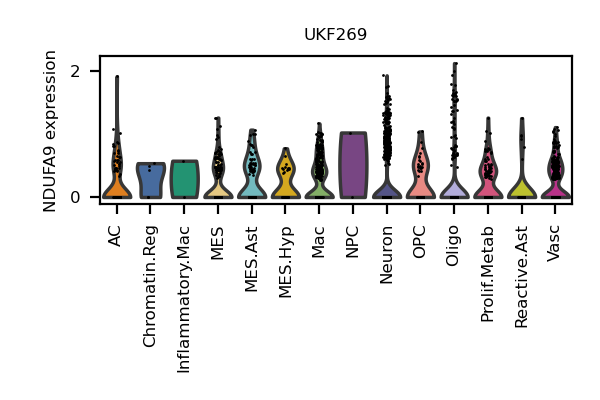 UKF269
NDUFA9 expression
2
0
AC
Chromatin.Reg
Inflammatory.Mac
MES
MES.Ast
MES.Hyp
Mac
NPC
Neuron
OPC
Oligo
Prolif.Metab
Reactive.Ast
Vasc